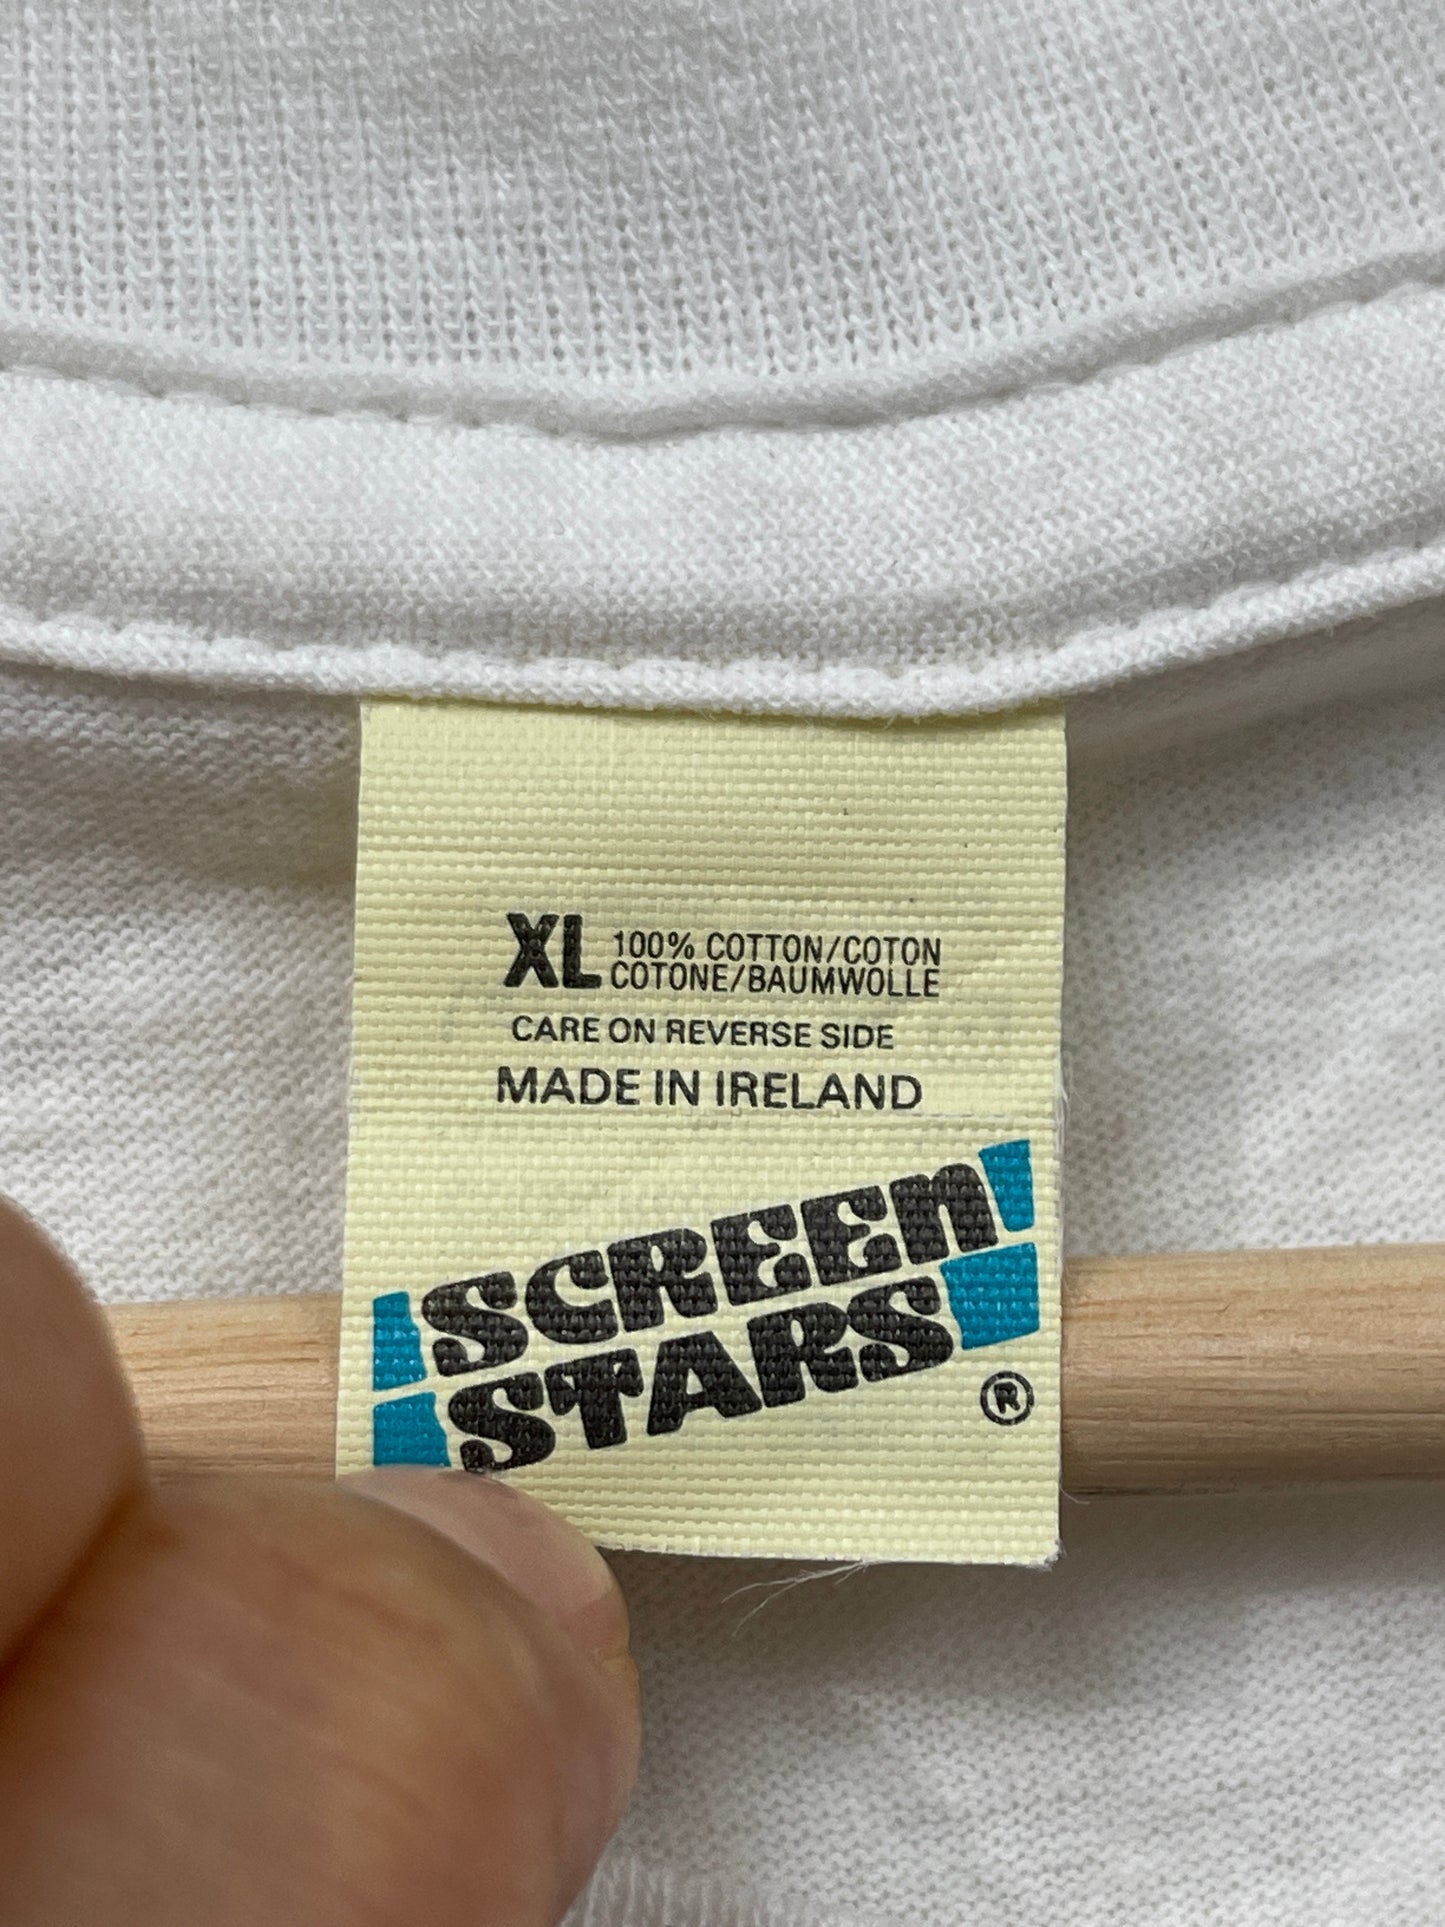 XL 100% COTTON/COTON
COTONE/BAUMWOLLE
CARE ON REVERSE SIDE
MADE IN IRELAND
SCREEN
STARS
®